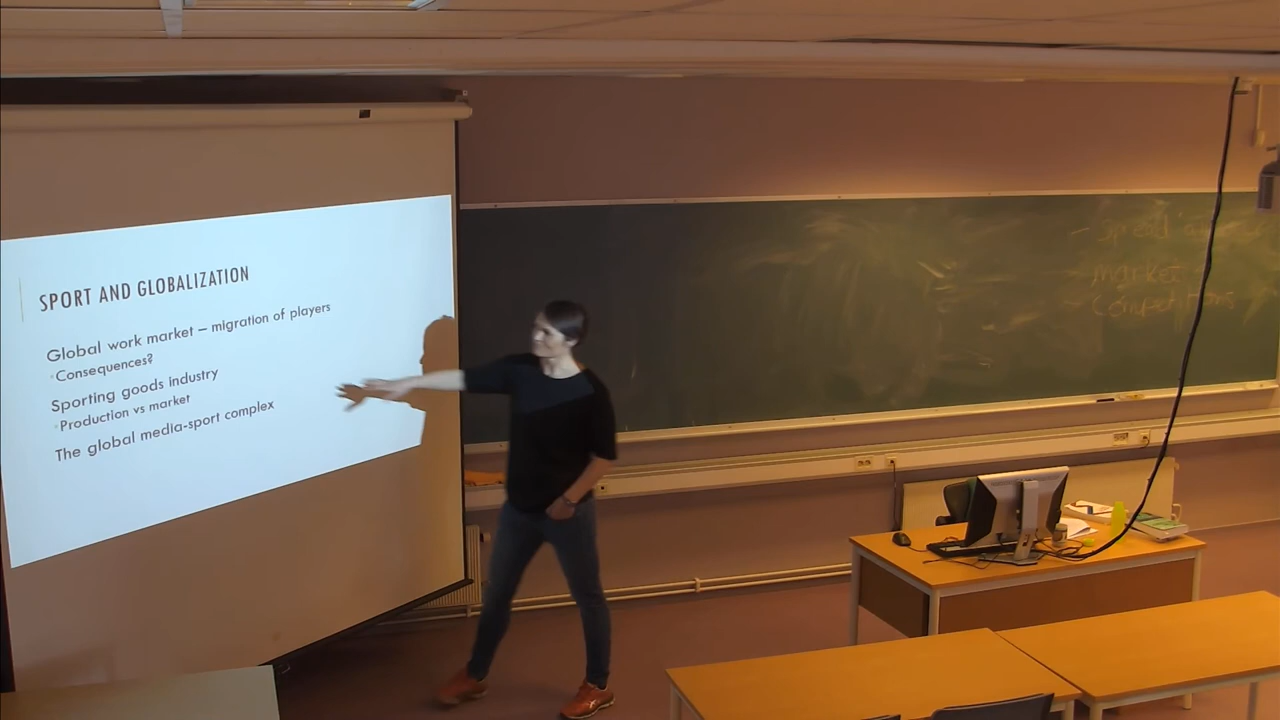 SPORT AND GLOBALIZATION
Global work market – migration of players
Consequences?
Sporting goods industry
Production vs market
The global media-sport complex
- Spread
market
- Competitions